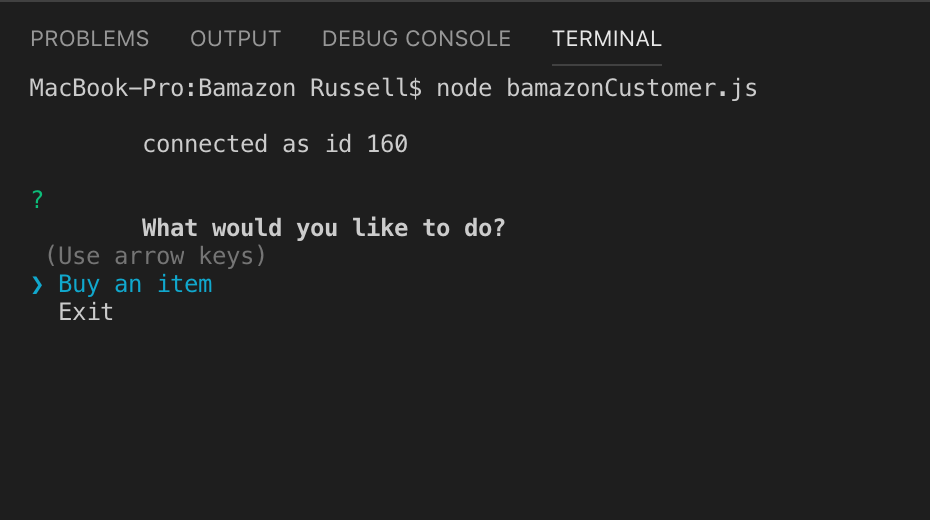 PROBLEMS OUTPUT DEBUG CONSOLE TERMINAL
MacBook-Pro:Bamazon Russell$ node bamazonCustomer.js
connected as id 160
?
What would you like to do?
(Use arrow keys)
❯ Buy an item
Exit